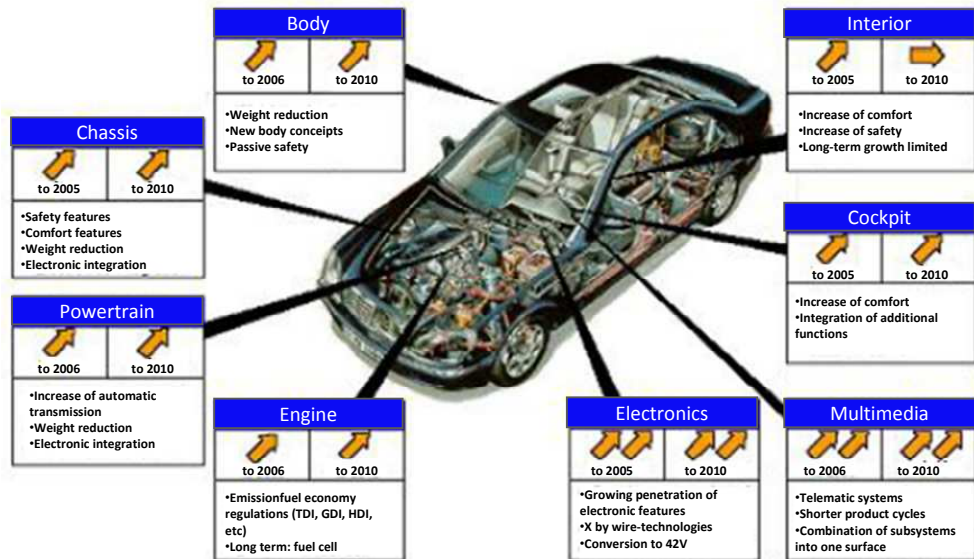 Body
to 2006 to 2010
•Weight reduction
•New body conceipts
•Passive safety
Interior
to 2005 to 2010
•Increase of comfort
•Increase of safety
•Long-term growth limited
Chassis
to 2005 to 2010
•Safety features
•Comfort features
•Weight reduction
•Electronic integration
Cockpit
to 2005 to 2010
•Increase of comfort
•Integration of additional
functions
Powertrain
to 2006 to 2010
•Increase of automatic
transmission
•Weight reduction
•Electronic integration
Engine
to 2006 to 2010
•Emissionfuel economy
regulations (TDI, GDI, HDI,
etc)
•Long term: fuel cell
Electronics
to 2005 to 2010
•Growing penetration of
electronic features
•X by wire-technologies
•Conversion to 42V
Multimedia
to 2006 to 2010
•Telematic systems
•Shorter product cycles
•Combination of subsystems
into one surface